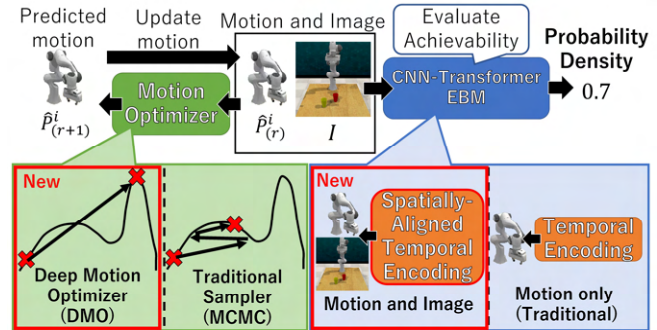 Predicted motion
Update motion
Motion and Image
Evaluate Achievability
Probability Density
Motion Optimizer
CNN-Transformer EBM
0.7
P̂^i_(r+1)
P̂^i_(r)
I
New
Deep Motion Optimizer (DMO)
Traditional Sampler (MCMC)
New
Spatially-Aligned Temporal Encoding
Motion and Image
Temporal Encoding
Motion only (Traditional)